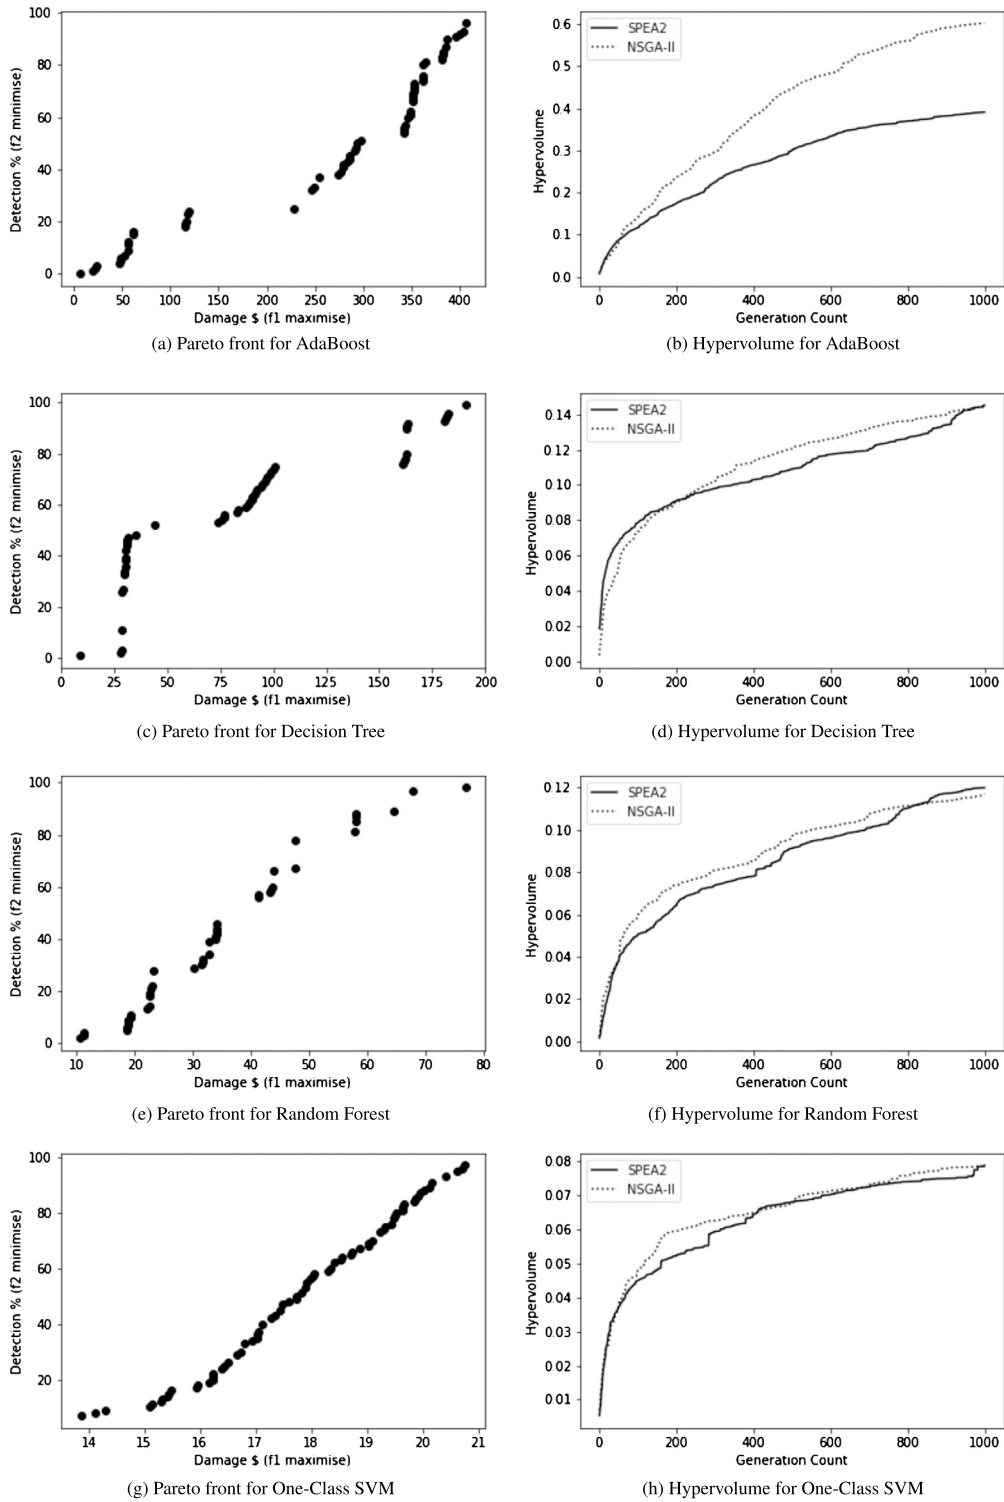 100
80
60
40
20
0
Detection % (f2 minimise)
0 50 100 150 200 250 300 350 400
Damage $ (f1 maximise)
(a) Pareto front for AdaBoost
SPEA2
NSGA-II
0.6
0.5
0.4
0.3
0.2
0.1
0.0
Hypervolume
0 200 400 600 800 1000
Generation Count
(b) Hypervolume for AdaBoost
100
80
60
40
20
0
Detection % (f2 minimise)
0 25 50 75 100 125 150 175 200
Damage $ (f1 maximise)
(c) Pareto front for Decision Tree
SPEA2
NSGA-II
0.14
0.12
0.10
0.08
0.06
0.04
0.02
0.00
Hypervolume
0 200 400 600 800 1000
Generation Count
(d) Hypervolume for Decision Tree
100
80
60
40
20
0
Detection % (f2 minimise)
10 20 30 40 50 60 70 80
Damage $ (f1 maximise)
(e) Pareto front for Random Forest
SPEA2
NSGA-II
0.12
0.10
0.08
0.06
0.04
0.02
0.00
Hypervolume
0 200 400 600 800 1000
Generation Count
(f) Hypervolume for Random Forest
100
80
60
40
20
Detection % (f2 minimise)
14 15 16 17 18 19 20 21
Damage $ (f1 maximise)
(g) Pareto front for One-Class SVM
SPEA2
NSGA-II
0.08
0.07
0.06
0.05
0.04
0.03
0.02
0.01
Hypervolume
0 200 400 600 800 1000
Generation Count
(h) Hypervolume for One-Class SVM